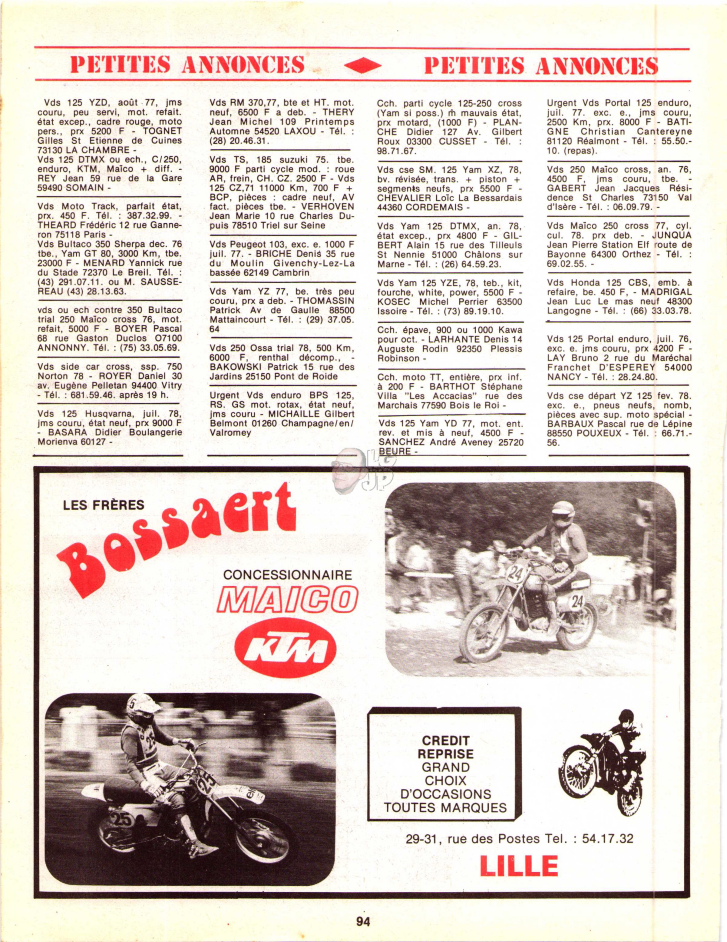 PETITES ANNONCES
PETITES ANNONCES
Vds 125 YZD, août 77, jms
couru, peu servi, mot. refait.
état excep., cadre rouge, moto
pers., prx 5200 F - TOGNET
Gilles St Etienne de Cuines
73130 LA CHAMBRE -
Vds 125 DTMX ou ech., C/250,
enduro, KTM, Maïco + diff. -
REY Jean 59 rue de la Gare
59490 SOMAIN -
Vds Moto Track, parfait état,
prx. 450 F. Tél. : 387.32.99. -
THEARD Frédéric 12 rue Ganne-
ron 75118 Paris -
Vds Bultaco 350 Sherpa dec. 76
tbe., Yam GT 80, 3000 Km, tbe.
23000 F - MENARD Yannick rue
du Stade 72370 Le Breil. Tél. :
(43) 291.07.11. ou M. SAUSSE-
REAU (43) 28.13.63.
vds ou ech contre 350 Bultaco
trial 250 Maïco cross 76, mot.
refait, 5000 F - BOYER Pascal
68 rue Gaston Duclos O7100
ANNONNY. Tél. : (75) 33.05.69.
Vds side car cross, ssp. 750
Norton 78 - ROYER Daniel 30
av. Eugène Pelletan 94400 Vitry
- Tél. : 681.59.46. après 19 h.
Vds 125 Husqvarna, juil. 78,
jms couru, état neuf, prx 9000 F
- BASARA Didier Boulangerie
Morienva 60127 -
Vds RM 370,77, bte et HT. mot.
neuf, 6500 F a deb. - THERY
Jean Michel 109 Printemps
Automne 54520 LAXOU - Tél. :
(28) 20.46.31.
Vds TS, 185 suzuki 75. tbe.
9000 F parti cycle mod. : roue
AR, frein, CH. CZ. 2500 F - Vds
125 CZ,71 11000 Km, 700 F +
BCP, pièces : cadre neuf, AV
fact. pièces tbe. - VERHOVEN
Jean Marie 10 rue Charles Du-
puis 78510 Triel sur Seine
Vds Peugeot 103, exc. e. 1000 F
juil. 77. - BRICHE Denis 35 rue
du Moulin Givenchy-Lez-La
bassée 62149 Cambrin
Vds Yam YZ 77, be. très peu
couru, prx a deb. - THOMASSIN
Patrick Av de Gaulle 88500
Mattaincourt - Tél. : (29) 37.05.
64
Vds 250 Ossa trial 78, 500 Km,
6000 F, renthal décomp., -
BAKOWSKI Patrick 15 rue des
Jardins 25150 Pont de Roide
Urgent Vds enduro BPS 125,
RS, GS mot. rotax, état neuf,
jms couru - MICHAILLE Gilbert
Belmont 01260 Champagne/en/
Valromey
Cch. parti cycle 125-250 cross
(Yam si poss.) m̂ mauvais état,
prx motard, (1000 F) - PLAN-
CHE Didier 127 Av. Gilbert
Roux 03300 CUSSET - Tél. :
98.71.67.
Vds cse SM. 125 Yam XZ, 78,
bv. révisée, trans. + piston +
segments neufs, prx 5500 F -
CHEVALIER Loïc La Bessardais
44360 CORDEMAIS -
Vds Yam 125 DTMX, an. 78,
état excep., prx 4800 F - GIL-
BERT Alain 15 rue des Tilleuls
St Nennie 51000 Châlons sur
Marne - Tél. : (26) 64.59.23.
Vds Yam 125 YZE, 78, teb., kit,
fourche, white, power, 5500 F -
KOSEC Michel Perrier 63500
Issoire - Tél. : (73) 89.19.10.
Cch. épave, 900 ou 1000 Kawa
pour oct. - LARHANTE Denis 14
Auguste Rodin 92350 Plessis
Robinson -
Cch. moto TT, entière, prx inf.
à 200 F - BARTHOT Stéphane
Villa "Les Accacias" rue des
Marchais 77590 Bois le Roi -
Vds 125 Yam YD 77, mot. ent.
rev. et mis à neuf, 4500 F -
SANCHEZ André Aveney 25720
BEURE -
Urgent Vds Portal 125 enduro,
juil. 77. exc. e., jms couru,
2500 Km, prx. 8000 F - BATI-
GNE Christian Cantereyne
81120 Réalmont - Tél. : 55.50.-
10. (repas).
Vds 250 Maïco cross, an. 76,
4500 F, jms couru, tbe. -
GABERT Jean Jacques Rési-
dence St Charles 73150 Val
d'Isère - Tél. : 06.09.79. -
Vds Maïco 250 cross 77, cyl.
cul. 78. prx deb. - JUNQUA
Jean Pierre Station Elf route de
Bayonne 64300 Orthez - Tél. :
69.02.55. -
Vds Honda 125 CBS, emb. à
refaire, be. 450 F, - MADRIGAL
Jean Luc Le mas neuf 48300
Langogne - Tél. : (66) 33.03.78.
Vds 125 Portal enduro, juil. 76,
exc. e. jms couru, prx 4200 F -
LAY Bruno 2 rue du Maréchal
Franchet D'ESPEREY 54000
NANCY - Tél. : 28.24.80.
Vds cse départ YZ 125 fev. 78.
exc. e., pneus neufs, nomb,
pièces avec sup. moto spécial -
BARBAUX Pascal rue de Lépine
88550 POUXEUX - Tél. : 66.71.-
56.
LG
JP
LES FRÈRES
Bossaert
CONCESSIONNAIRE
MAICO
KTM
24
24
5
25
25
CREDIT
REPRISE
GRAND
CHOIX
D'OCCASIONS
TOUTES MARQUES
29-31, rue des Postes Tel. : 54.17.32
LILLE
94